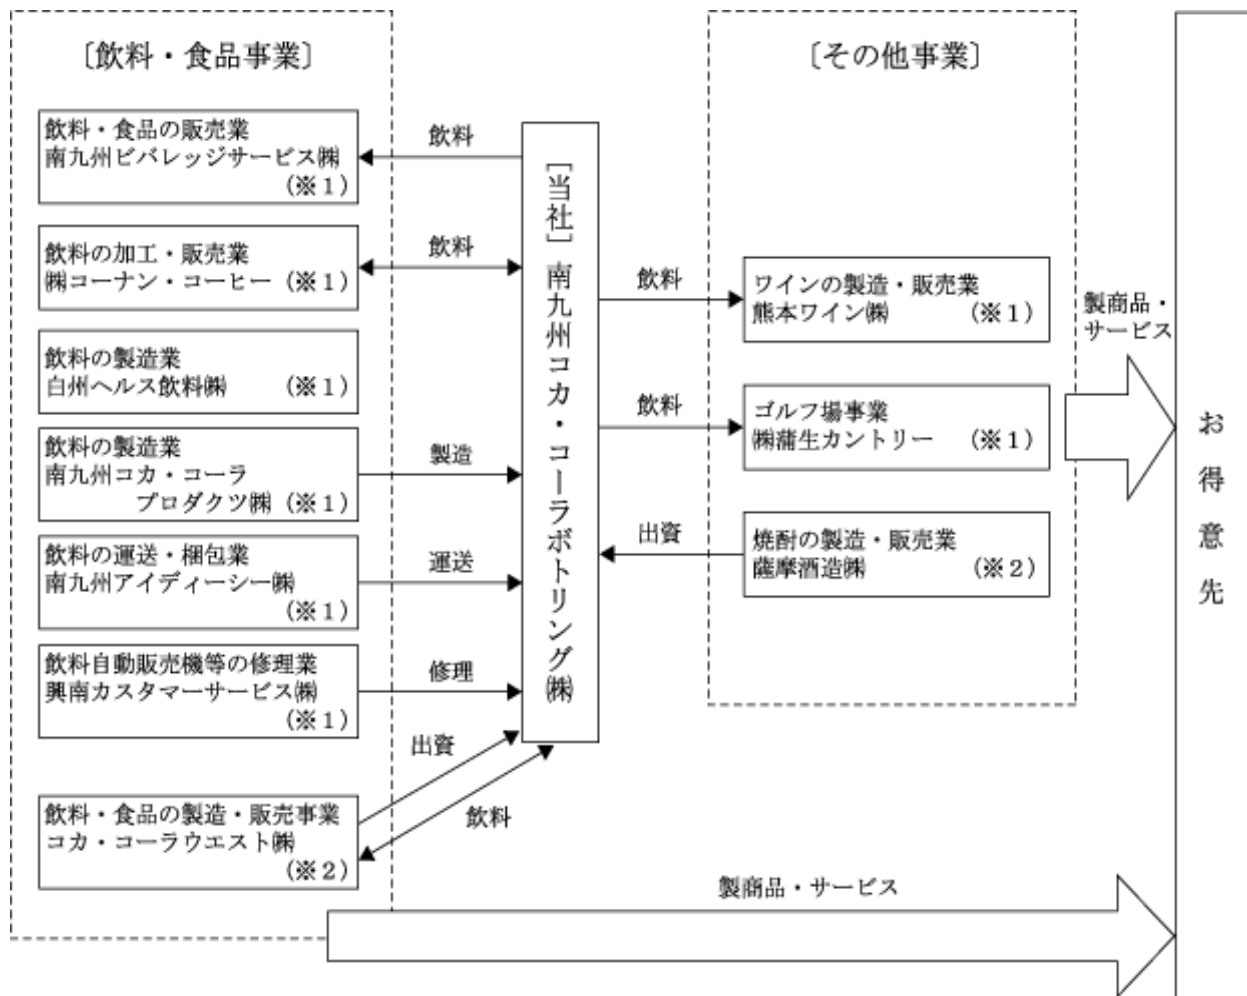 〔飲料・食品事業〕
飲料・食品の販売業
南九州ビバレッジサービス㈱
（※１）
飲料の加工・販売業
㈱コーナン・コーヒー（※１）
飲料の製造業
白州ヘルス飲料㈱　（※１）
飲料の製造業
南九州コカ・コーラ
プロダクツ㈱（※１）
飲料の運送・梱包業
南九州アイディーシー㈱
（※１）
飲料自動販売機等の修理業
興南カスタマーサービス㈱
（※１）
飲料・食品の製造・販売事業
コカ・コーラウエスト㈱
（※２）
飲料
飲料
製造
運送
修理
出資
飲料
［当社］南九州コカ・コーラボトリング㈱
飲料
飲料
出資
〔その他事業〕
ワインの製造・販売業
熊本ワイン㈱　（※１）
ゴルフ場事業
㈱蒲生カントリー　（※１）
焼酎の製造・販売業
薩摩酒造㈱　（※２）
製商品・
サービス
製商品・サービス
お得意先